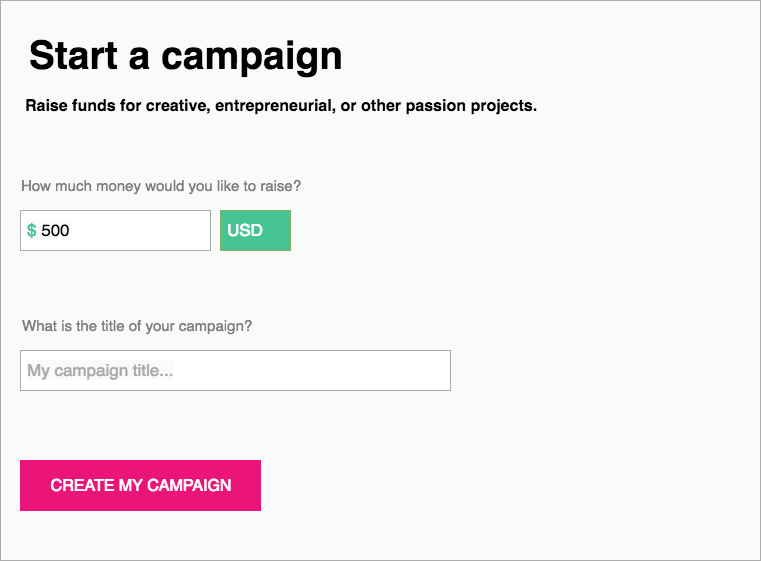 Start a campaign
Raise funds for creative, entrepreneurial, or other passion projects.
How much money would you like to raise?
$ 500 USD
What is the title of your campaign?
My campaign title...
CREATE MY CAMPAIGN